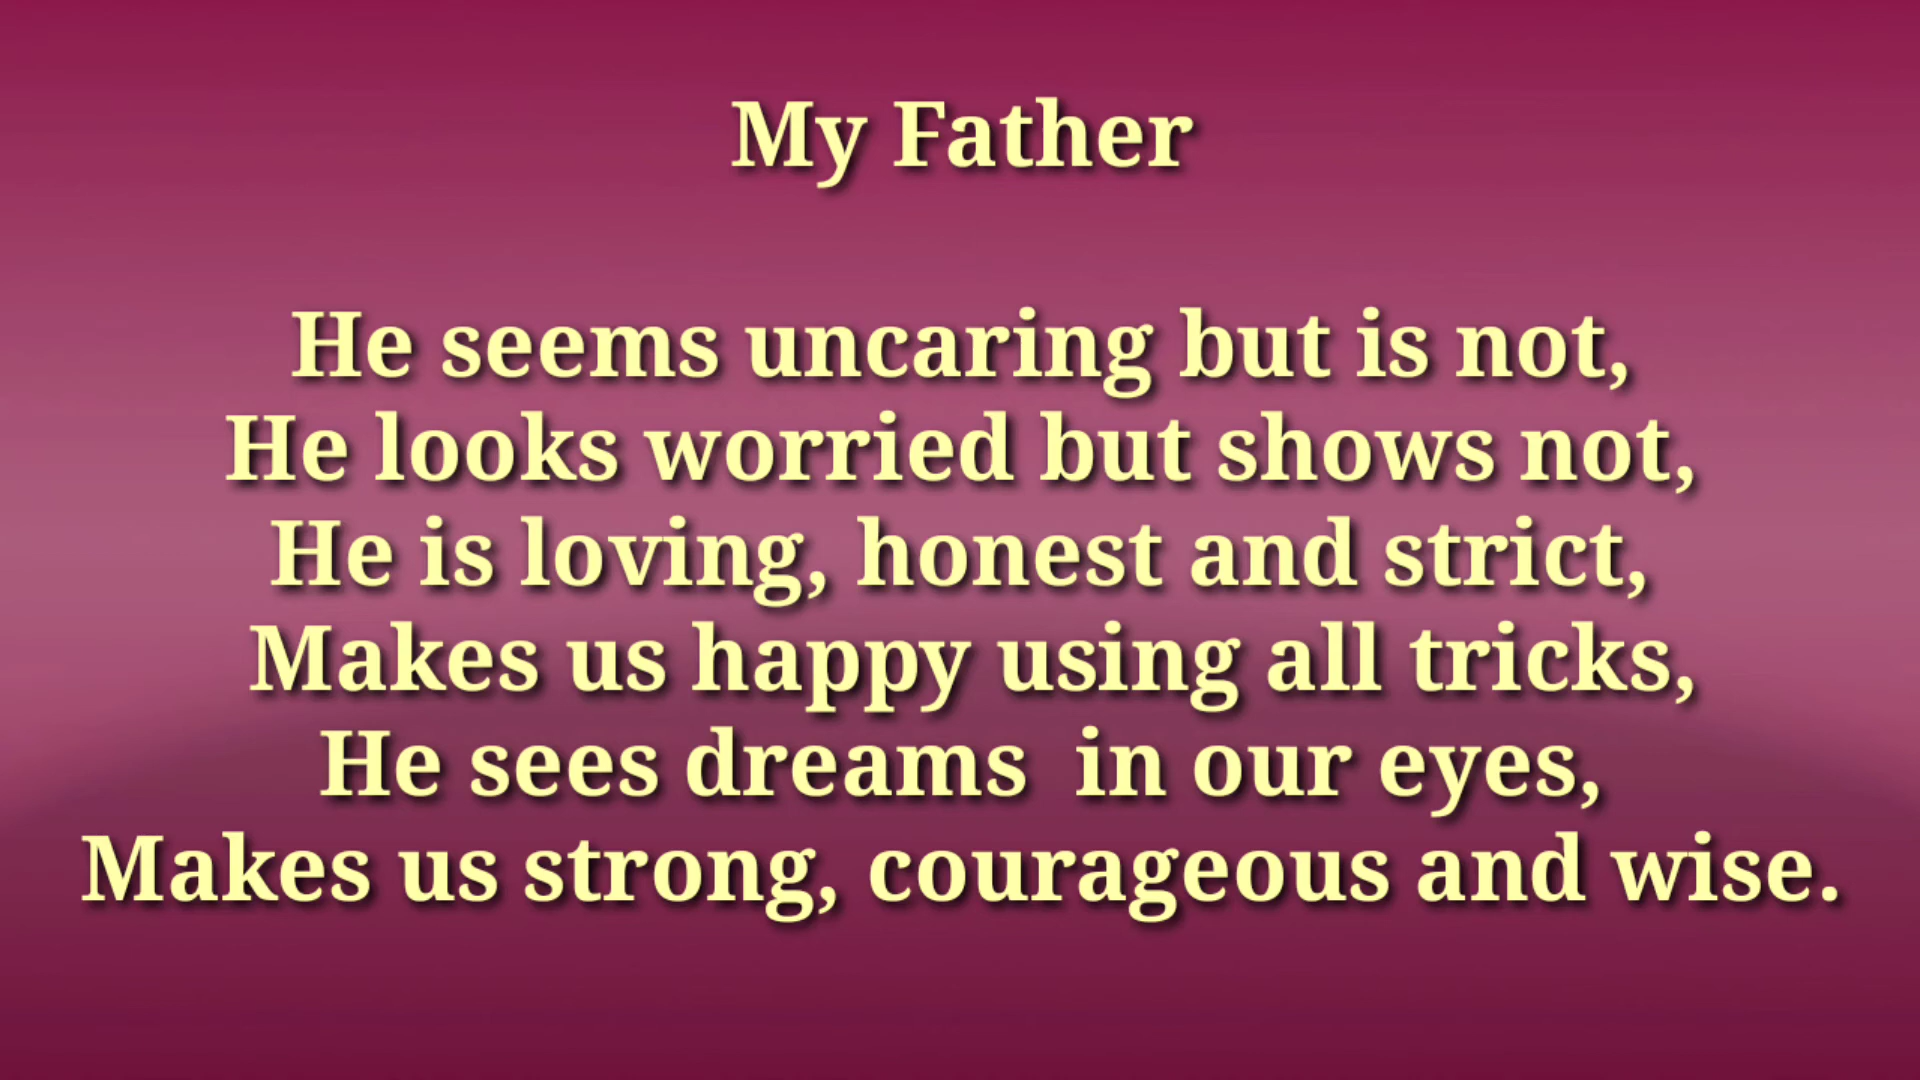 My Father
He seems uncaring but is not,
He looks worried but shows not,
He is loving, honest and strict,
Makes us happy using all tricks,
He sees dreams  in our eyes,
Makes us strong, courageous and wise.